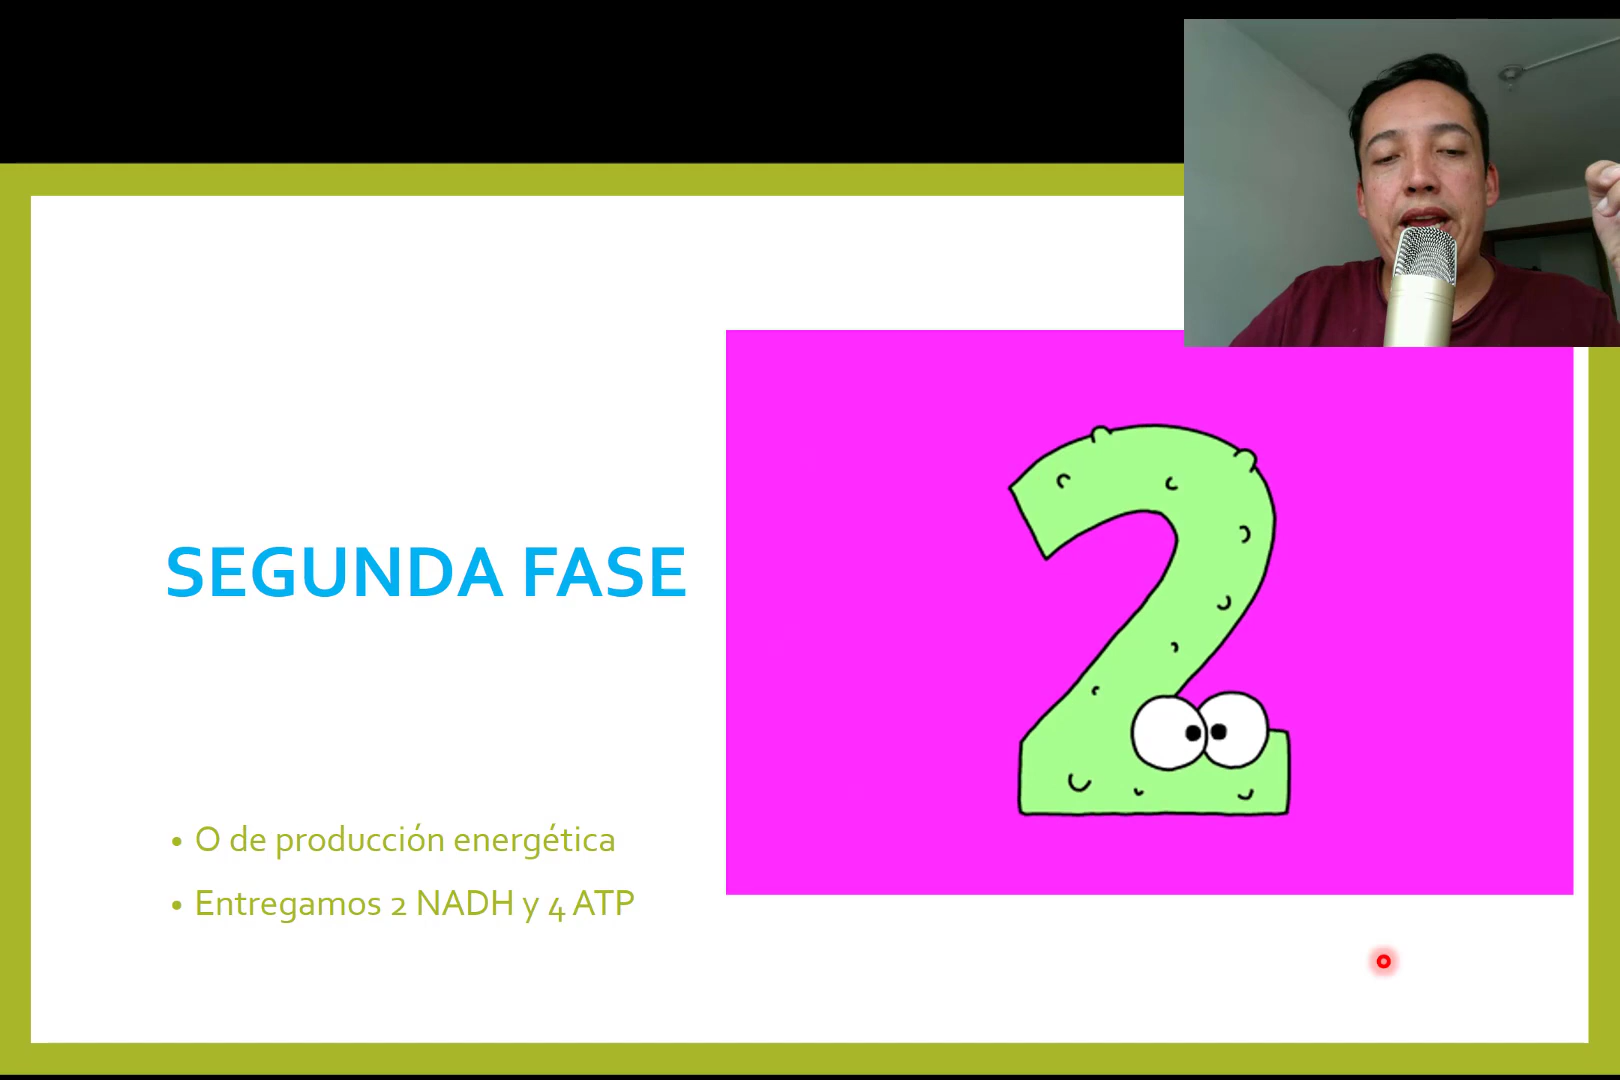 SEGUNDA FASE
• O de producción energética
• Entregamos 2 NADH y 4 ATP